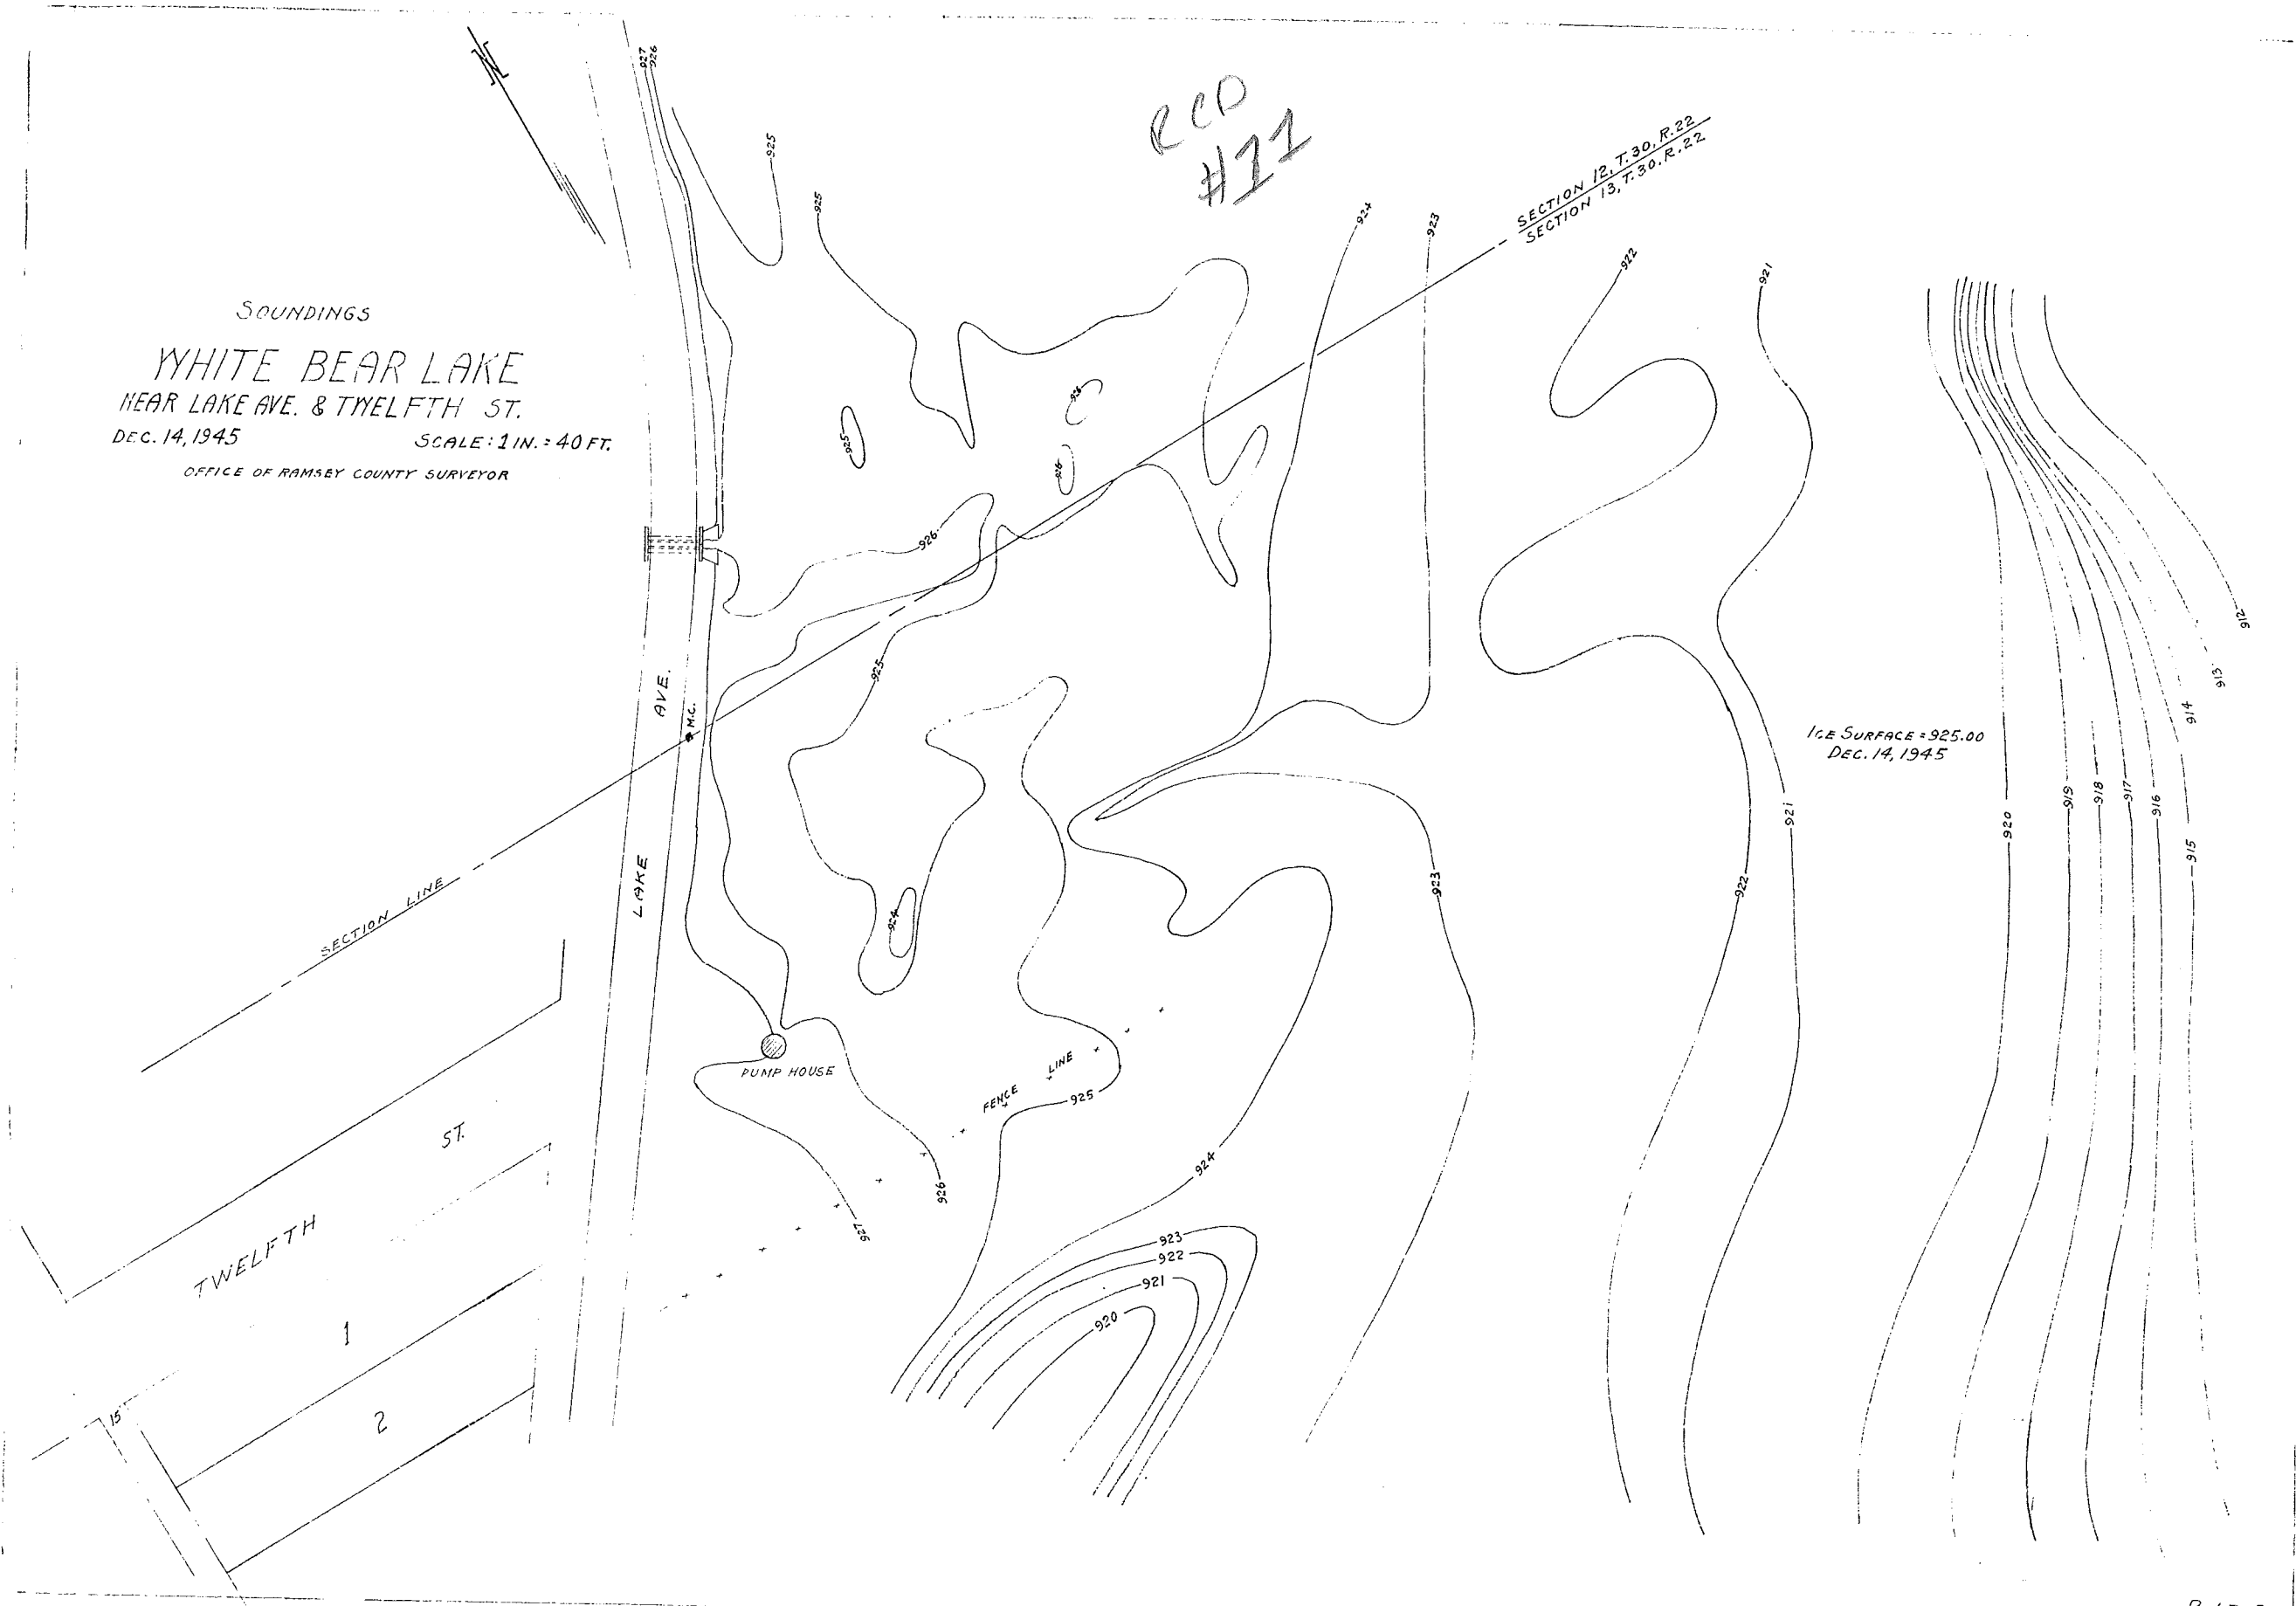 SOUNDINGS
WHITE BEAR LAKE
NEAR LAKE AVE. & TWELFTH ST.
DEC. 14, 1945
SCALE: 1 IN. = 40 FT.
OFFICE OF RAMSEY COUNTY SURVEYOR
N
RCD
#11
SECTION 12, T.30, R.22
SECTION 13, T.30, R.22
927
926
925
925
924
923
922
921
925
926
926
926
925
912
913
914
LAKE AVE.
M.C.
ICE SURFACE = 925.00
DEC. 14, 1945
919
918
917
916
921
920
915
923
922
924
SECTION LINE
PUMP HOUSE
FENCE LINE
925
924
926
927
923
922
921
920
TWELFTH ST.
1
2
15'